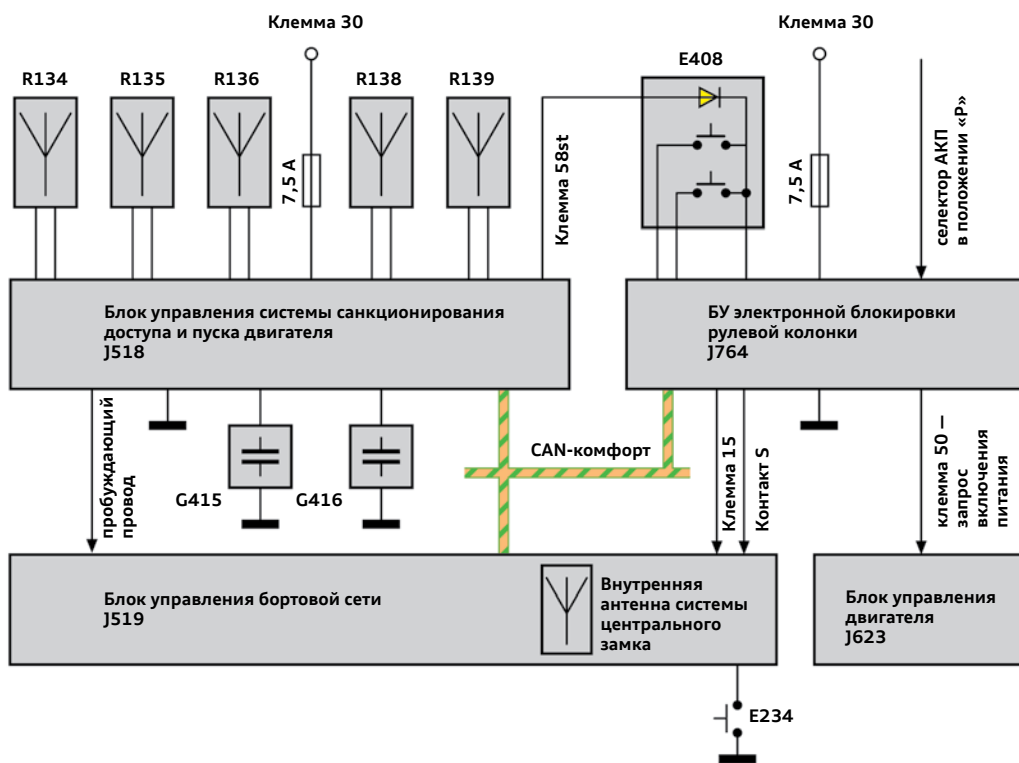 Клемма 30
Клемма 30
R134
R135
R136
R138
R139
E408
7,5 А
Клемма 58st
7,5 А
селектор АКП
в положении «P»
Блок управления системы санкционирования
доступа и пуска двигателя
J518
БУ электронной блокировки
рулевой колонки
J764
пробуждающий
провод
G415
G416
CAN-комфорт
Клемма 15
Контакт S
клемма 50 —
запрос
включения
питания
Блок управления бортовой сети
J519
Внутренняя
антенна системы
центрального
замка
Блок управления
двигателя
J623
E234